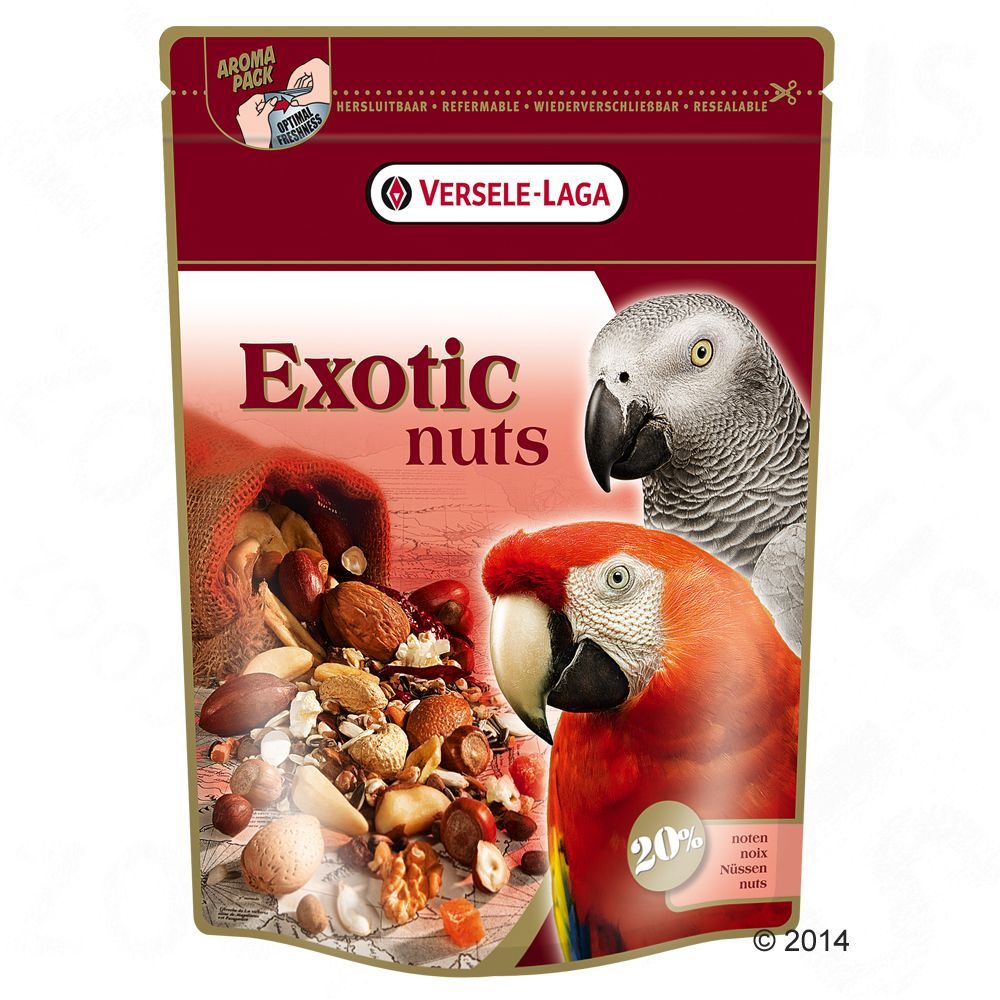 AROMA
PACK
OPTIMAL
FRESHNESS
HERSLUITBAAR • REFERMABLE • WIEDERVERSCHLIEßBAR • RESEALABLE
VERSELE-LAGA
Exotic
nuts
20%
noten
noix
Nüssen
nuts
© 2014